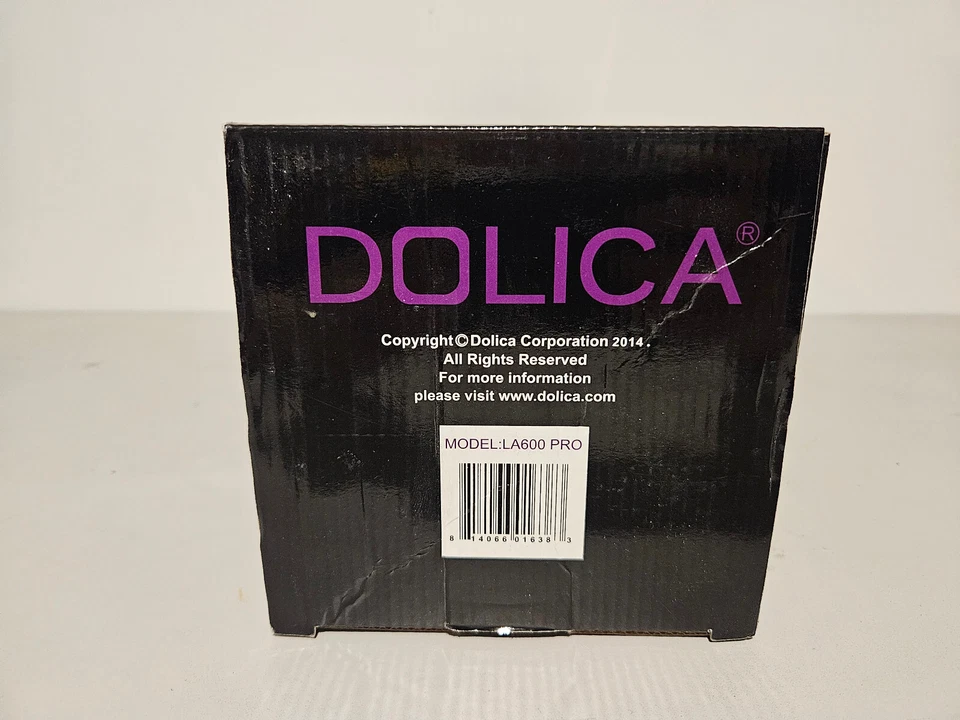 DOLICA®
Copyright©Dolica Corporation 2014.
All Rights Reserved
For more information
please visit www.dolica.com
MODEL:LA600 PRO
8 14066 01638 3